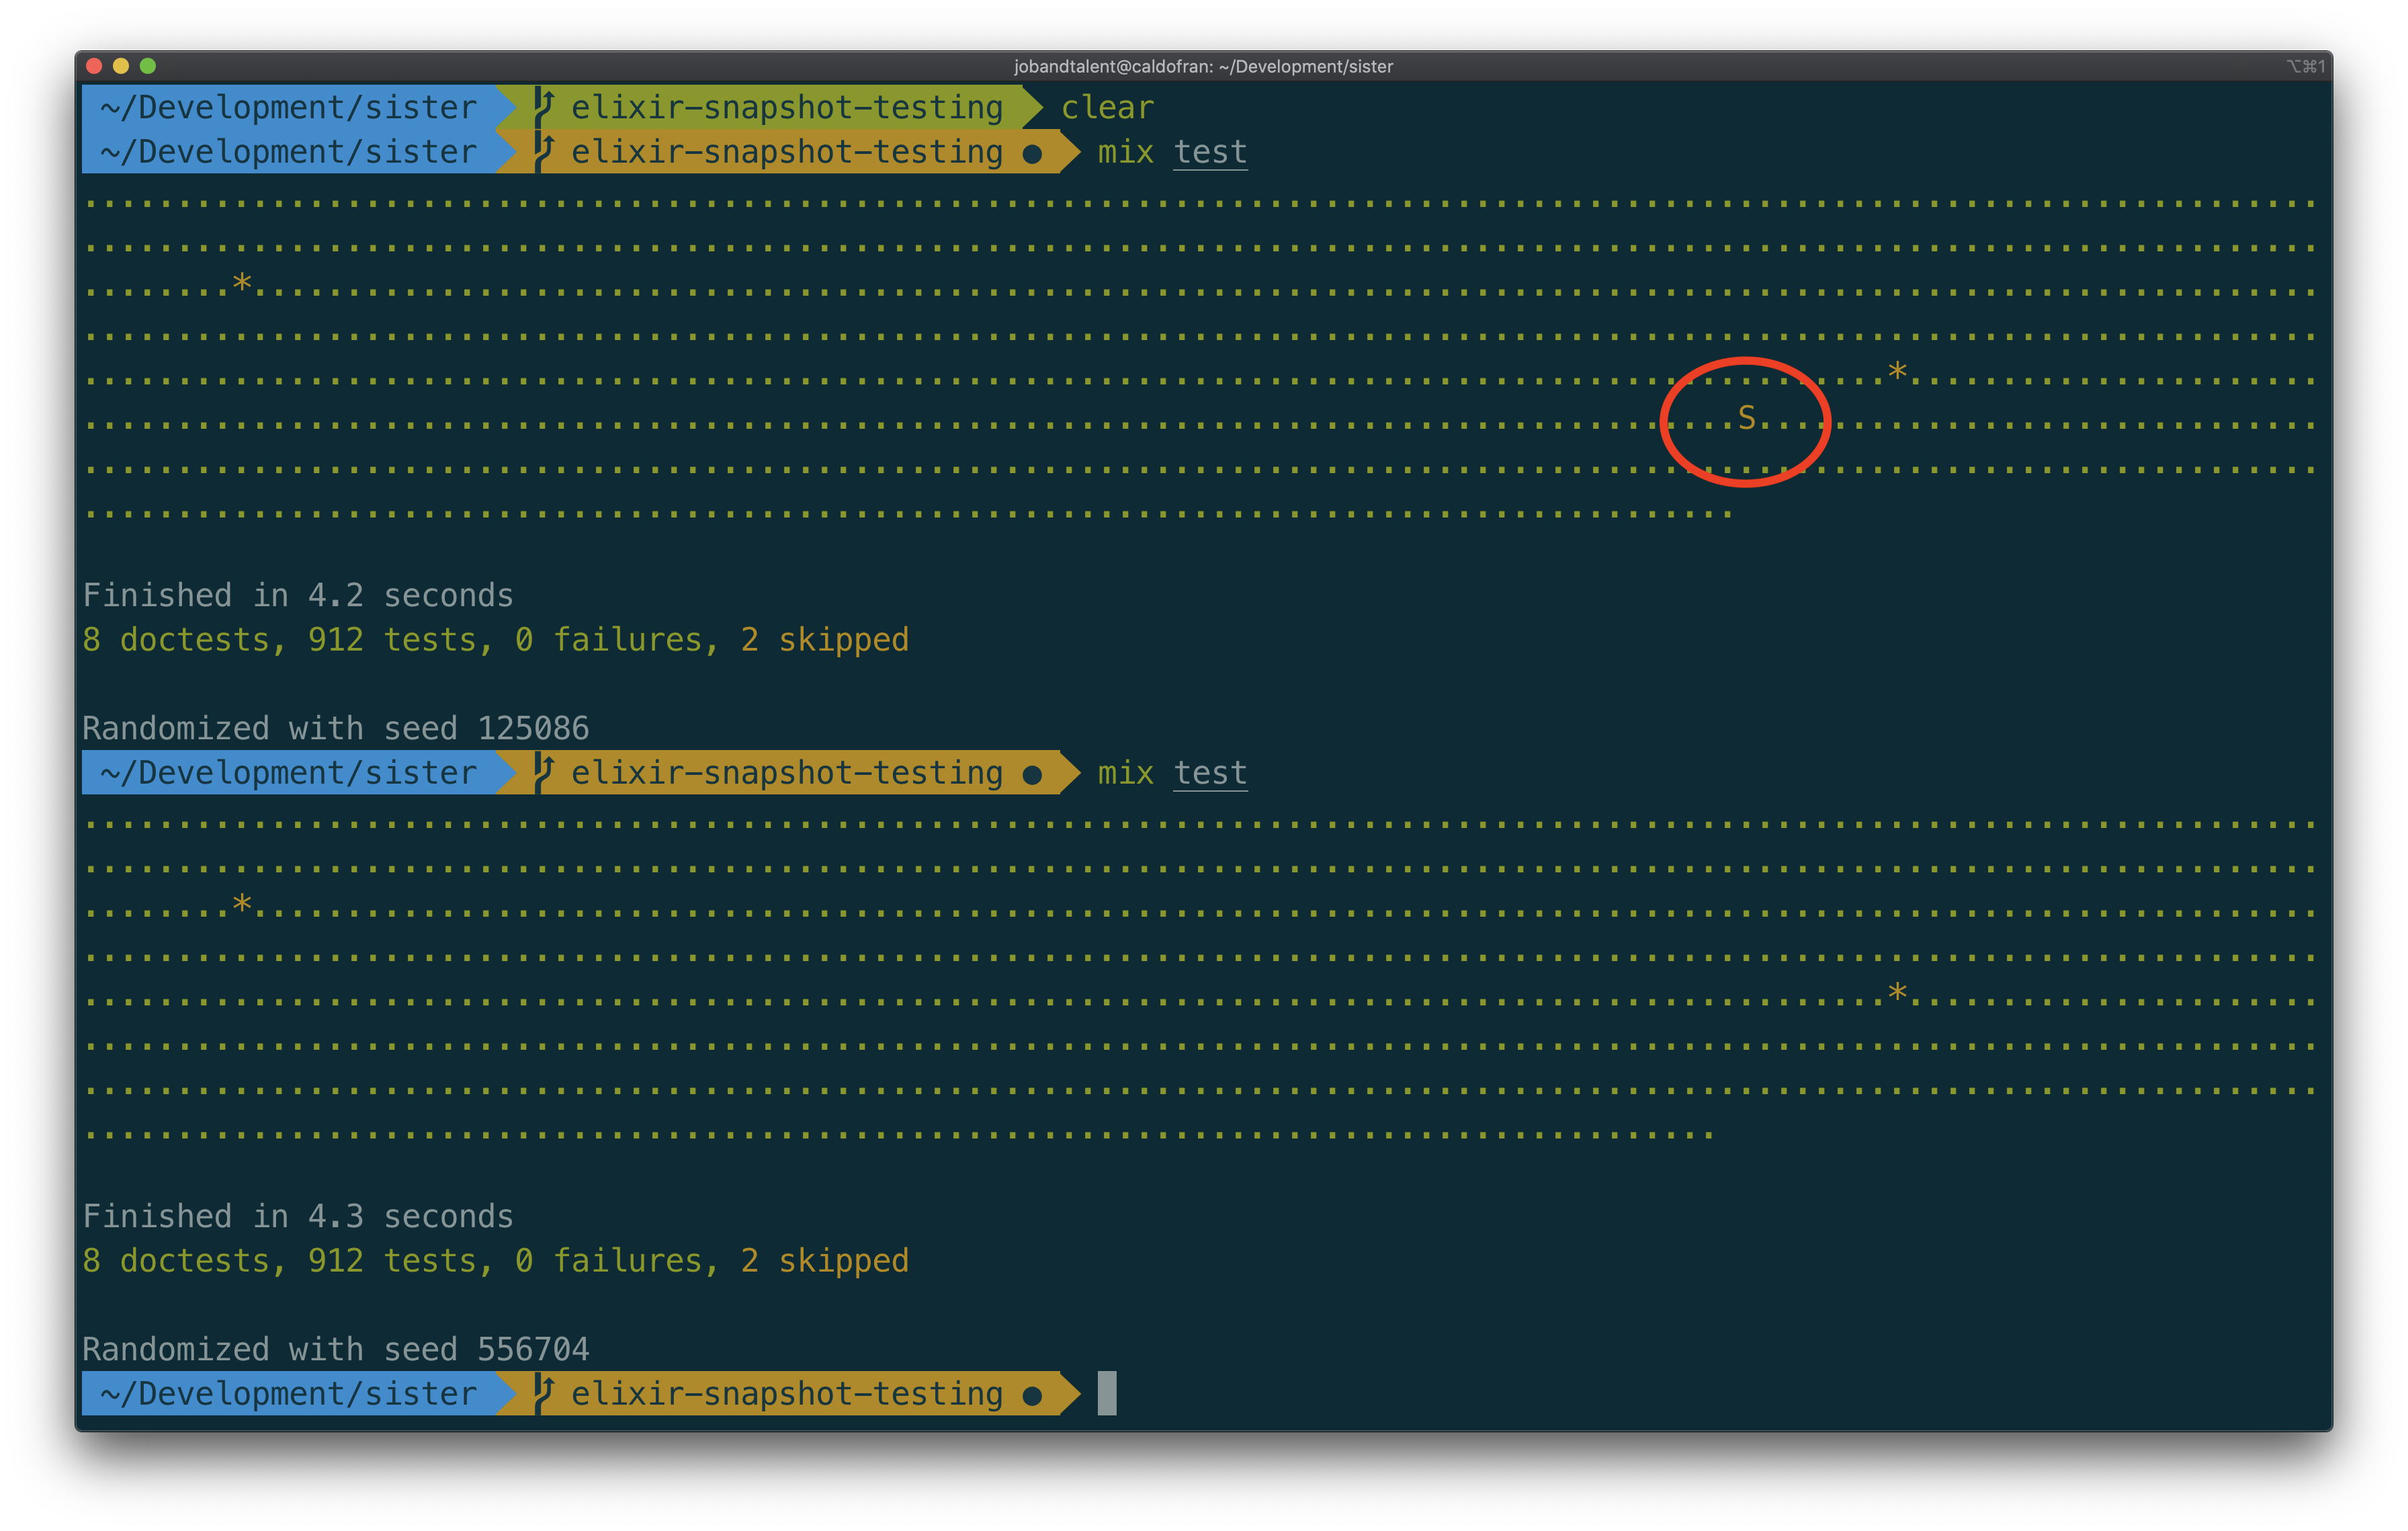 jobandtalent@caldofran: ~/Development/sister ⌥⌘1
~/Development/sister elixir-snapshot-testing clear
~/Development/sister elixir-snapshot-testing ● mix test
*
*
S
Finished in 4.2 seconds
8 doctests, 912 tests, 0 failures, 2 skipped
Randomized with seed 125086
~/Development/sister elixir-snapshot-testing ● mix test
*
*
Finished in 4.3 seconds
8 doctests, 912 tests, 0 failures, 2 skipped
Randomized with seed 556704
~/Development/sister elixir-snapshot-testing ●